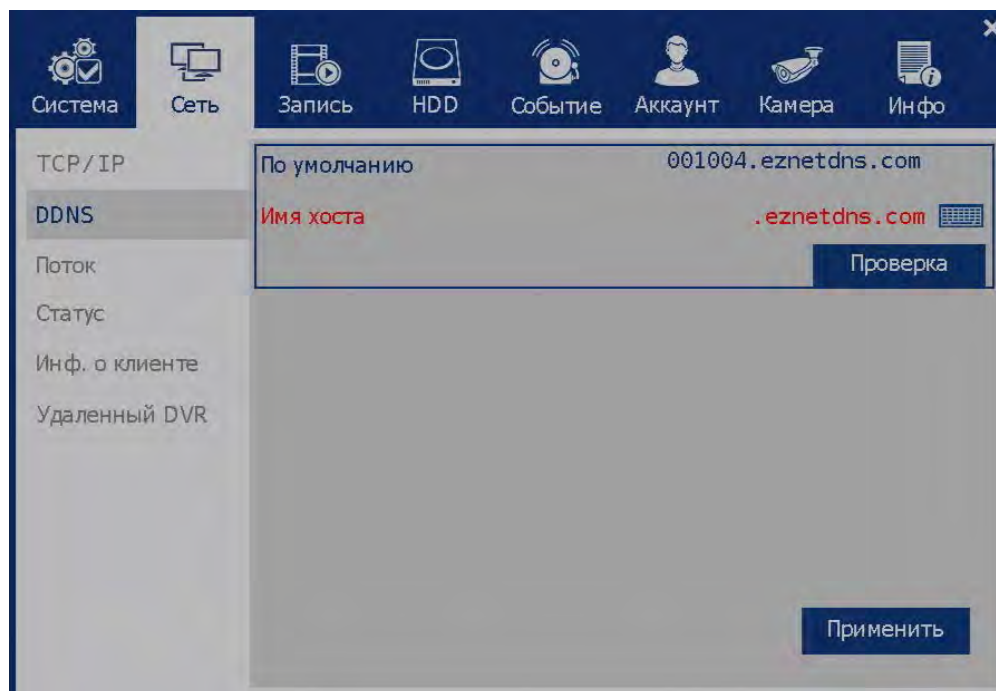 Система Сеть Запись HDD Событие Аккаунт Камера Инфо
TCP/IP
DDNS
Поток
Статус
Инф. о клиенте
Удаленный DVR
По умолчанию 001004.eznetdns.com
Имя хоста .eznetdns.com
Проверка
Применить